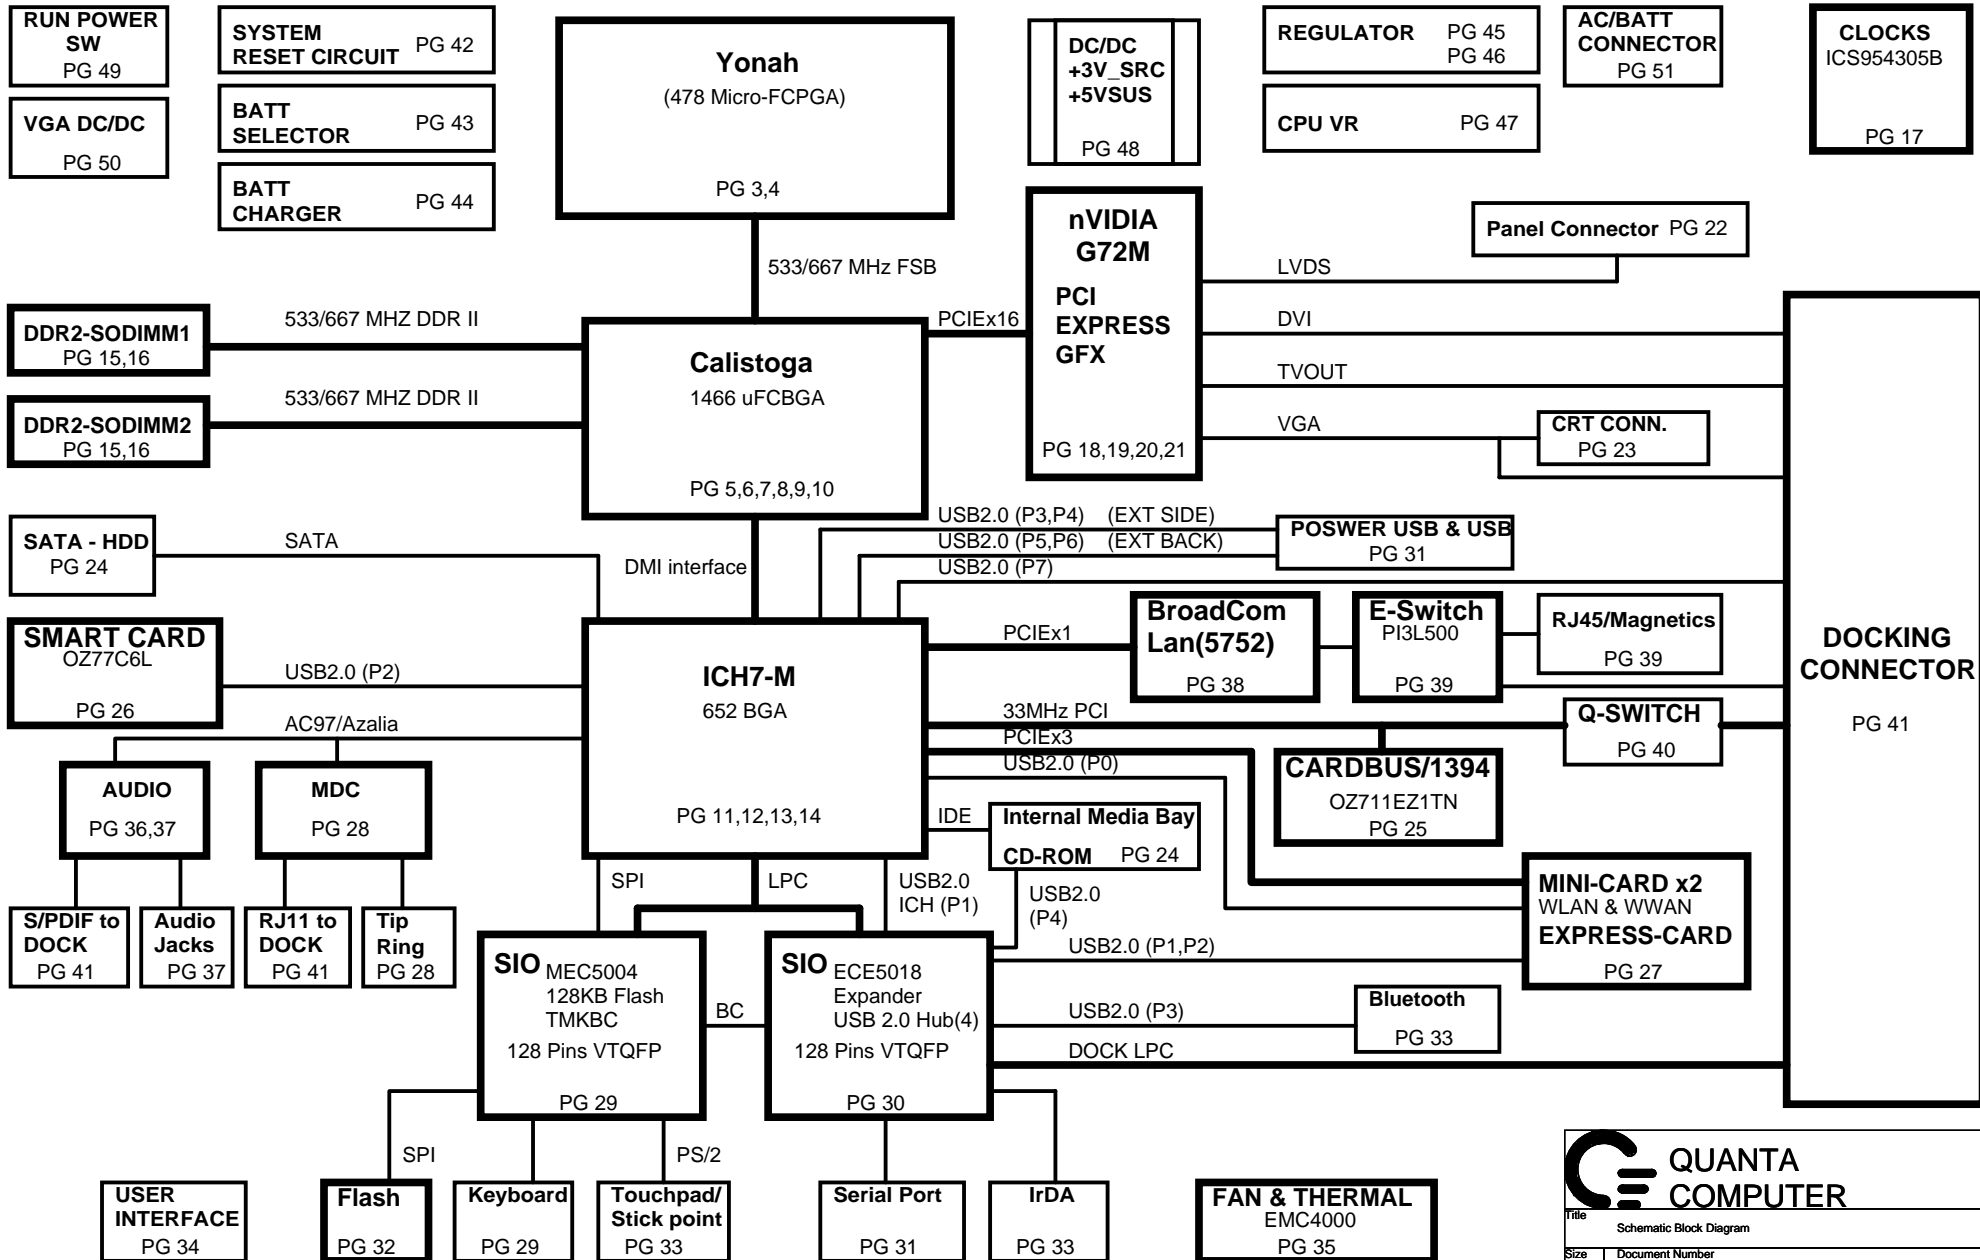 RUN POWER
SW
PG 49
SYSTEM
RESET CIRCUIT PG 42
Yonah
(478 Micro-FCPGA)
PG 3,4
DC/DC
+3V_SRC
+5VSUS
PG 48
REGULATOR PG 45
PG 46
AC/BATT
CONNECTOR
PG 51
CLOCKS
ICS954305B
PG 17
VGA DC/DC
PG 50
BATT
SELECTOR PG 43
CPU VR PG 47
BATT
CHARGER PG 44
nVIDIA
G72M
PCI
EXPRESS
GFX
PG 18,19,20,21
Panel Connector PG 22
533/667 MHz FSB
LVDS
DVI
TVOUT
VGA
CRT CONN.
PG 23
DDR2-SODIMM1
PG 15,16
533/667 MHZ DDR II
DDR2-SODIMM2
PG 15,16
533/667 MHZ DDR II
Calistoga
1466 uFCBGA
PG 5,6,7,8,9,10
PCIEx16
SATA - HDD
PG 24
SATA
DMI interface
USB2.0 (P3,P4) (EXT SIDE)
USB2.0 (P5,P6) (EXT BACK)
USB2.0 (P7)
POSWER USB & USB
PG 31
DOCKING
CONNECTOR
PG 41
SMART CARD
OZ77C6L
PG 26
USB2.0 (P2)
AC97/Azalia
ICH7-M
652 BGA
PG 11,12,13,14
PCIEx1
BroadCom
Lan(5752)
PG 38
E-Switch
PI3L500
PG 39
RJ45/Magnetics
PG 39
33MHz PCI
PCIEx3
USB2.0 (P0)
Q-SWITCH
PG 40
CARDBUS/1394
OZ711EZ1TN
PG 25
AUDIO
PG 36,37
MDC
PG 28
IDE
Internal Media Bay
CD-ROM PG 24
SPI
LPC
USB2.0
ICH (P1)
USB2.0
(P4)
MINI-CARD x2
WLAN & WWAN
EXPRESS-CARD
PG 27
S/PDIF to
DOCK
PG 41
Audio
Jacks
PG 37
RJ11 to
DOCK
PG 41
Tip
Ring
PG 28
SIO MEC5004
128KB Flash
TMKBC
128 Pins VTQFP
PG 29
BC
SIO ECE5018
Expander
USB 2.0 Hub(4)
128 Pins VTQFP
PG 30
USB2.0 (P1,P2)
USB2.0 (P3)
DOCK LPC
Bluetooth
PG 33
SPI
PS/2
USER
INTERFACE
PG 34
Flash
PG 32
Keyboard
PG 29
Touchpad/
Stick point
PG 33
Serial Port
PG 31
IrDA
PG 33
FAN & THERMAL
EMC4000
PG 35
QUANTA
COMPUTER
Title
Schematic Block Diagram
Size Document Number